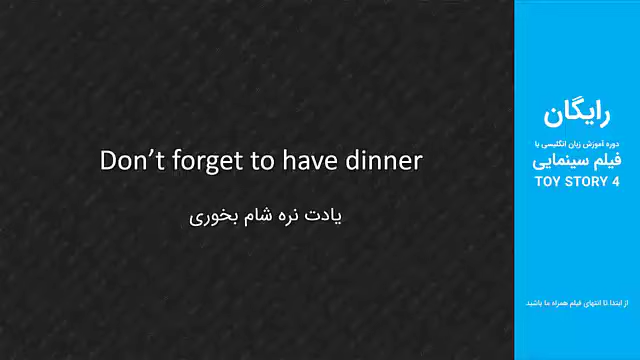 Don't forget to have dinner
یادت نره شام بخوری
رایگان
دوره آموزش زبان انگلیسی با
فیلم سینمایی
TOY STORY 4
از ابتدا تا انتهای فیلم همراه ما باشید